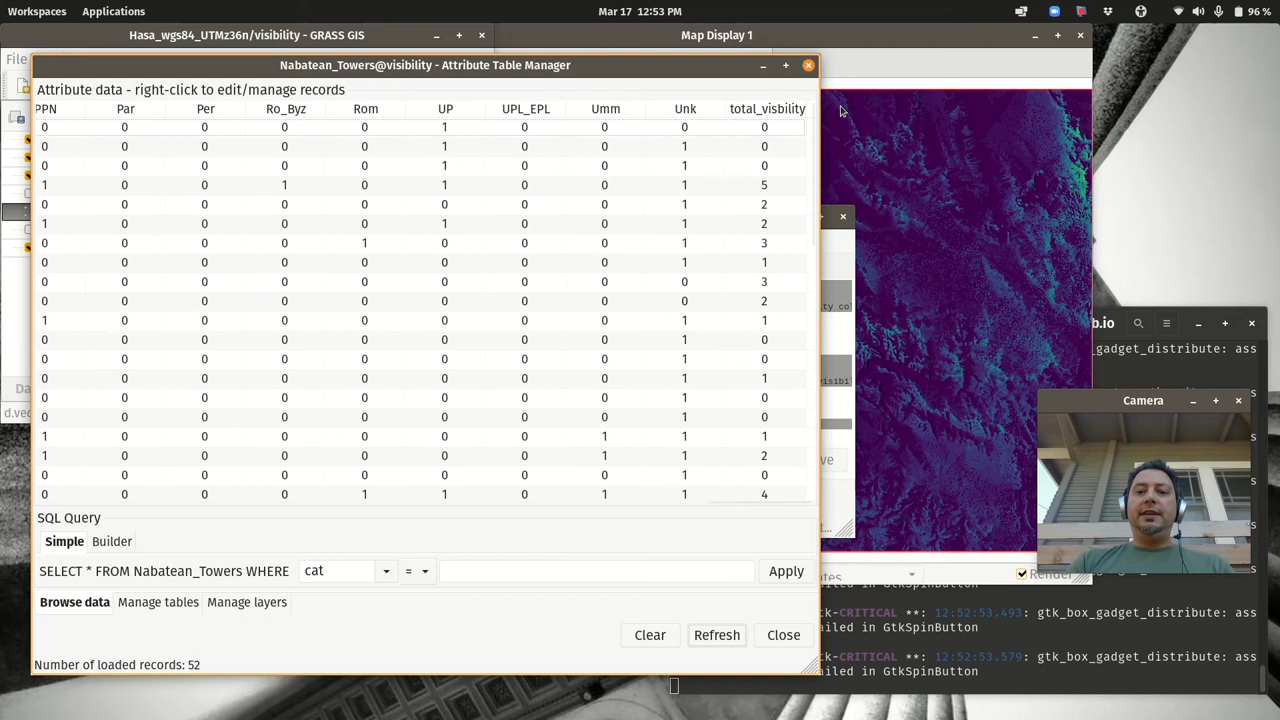 Workspaces Applications Mar 17 12:53 PM 96 %
Hasa_wgs84_UTMz36n/visibility - GRASS GIS
Map Display 1
File
Nabatean_Towers@visibility - Attribute Table Manager
Attribute data - right-click to edit/manage records
PPN Par Per Ro_Byz Rom UP UPL_EPL Umm Unk total_visbility
0 0 0 0 0 1 0 0 0 0
0 0 0 0 0 1 0 0 1 0
0 0 0 0 0 1 0 0 1 0
1 0 0 1 0 1 0 0 1 5
0 0 0 0 0 0 0 0 1 2
1 0 0 0 0 1 0 0 1 2
0 0 0 0 1 0 0 0 1 3
0 0 0 0 0 0 0 0 1 1
0 0 0 0 0 0 0 0 0 3
0 0 0 0 0 0 0 0 0 2
1 0 0 0 0 0 0 0 1 1
0 0 0 0 0 0 0 0 1 0
0 0 0 0 0 0 0 0 1 0
0 0 0 0 0 0 0 0 1 1
0 0 0 0 0 0 0 0 1 0
0 0 0 0 0 0 0 0 1 0
1 0 0 0 0 0 0 1 1 1
1 0 0 0 0 0 0 1 1 2
0 0 0 0 0 0 0 0 1 0
0 0 0 0 1 1 0 1 1 4
SQL Query
Simple Builder
SELECT * FROM Nabatean_Towers WHERE cat = Apply
Browse data Manage tables Manage layers
Clear Refresh Close
Number of loaded records: 52
Da
d.vec
ity col
visibil
ve
Render
b.io
_gadget_distribute: ass
Camera
ailed in GtkSpinButton
ck-CRITICAL **: 12:52:53.493: gtk_box_gadget_distribute: ass
ailed in GtkSpinButton
tk-CRITICAL **: 12:52:53.579: gtk_box_gadget_distribute: ass
ailed in GtkSpinButton